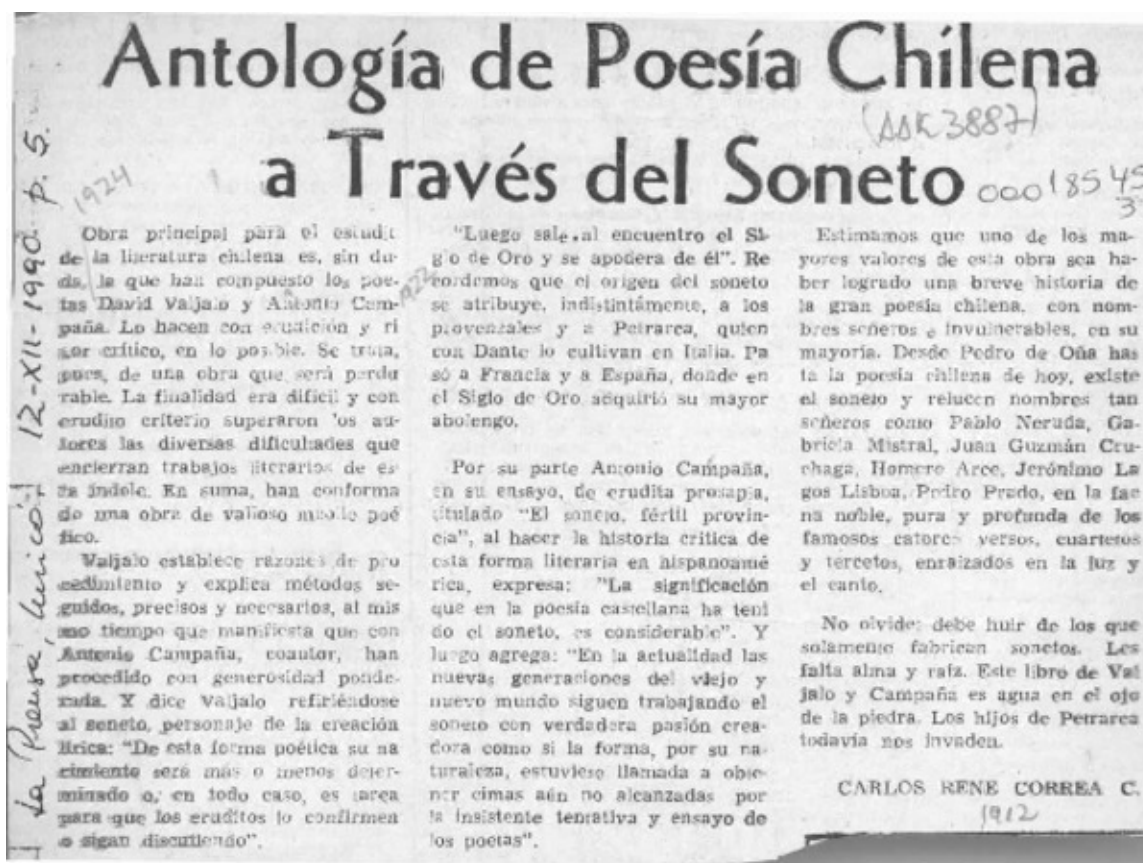 Antología de Poesía Chilena
a Través del Soneto
(AAK 3887)
000185 45
3
La Prensa, Curicó, 12-XII-1990 P. 5.
1924
Obra principal para el estudio
de la literatura chilena es, sin du-
da, la que han compuesto los poe-
tas David Valjalo y Antonio Cam-
paña. Lo hacen con erudición y ri
gor crítico, en lo posible. Se trata,
pues, de una obra que será perdu
rable. La finalidad era difícil y con
erudito criterio superaron los au-
tores las diversas dificultades que
encierran trabajos literarios de es
ta índole. En suma, han conforma
do una obra de valioso meollo poé
tico.
Valjalo establece razones de pro
cedimiento y explica métodos se-
guidos, precisos y necesarios, al mis
mo tiempo que manifiesta que con
Antonio Campaña, coautor, han
procedido con generosidad ponde-
rada. Y dice Valjalo refiriéndose
al soneto, personaje de la creación
lírica: "De esta forma poética su na
cimiento será más o menos deter-
minado o, en todo caso, es tarea
para que los eruditos lo confirmen
o sigan discutiendo".
1922
"Luego sale al encuentro el Si-
glo de Oro y se apodera de él". Re
cordemos que el origen del soneto
se atribuye, indistintamente, a los
provenzales y a Petrarca, quien
con Dante lo cultivan en Italia. Pa
só a Francia y a España, donde en
el Siglo de Oro adquirió su mayor
abolengo.
Por su parte Antonio Campaña,
en su ensayo, de erudita prosapia,
titulado "El soneto, fértil provin-
cia", al hacer la historia crítica de
esta forma literaria en hispanoamé
rica, expresa: "La significación
que en la poesía castellana ha teni
do el soneto, es considerable". Y
luego agrega: "En la actualidad las
nuevas generaciones del viejo y
nuevo mundo siguen trabajando el
soneto con verdadera pasión crea-
dora como si la forma, por su na-
turaleza, estuviese llamada a obte-
ner cimas aún no alcanzadas por
la insistente tentativa y ensayo de
los poetas".
Estimamos que uno de los ma-
yores valores de esta obra sea ha-
ber logrado una breve historia de
la gran poesía chilena, con nom-
bres señeros e invulnerables, en su
mayoría. Desde Pedro de Oña has
ta la poesía chilena de hoy, existe
el soneto y relucen nombres tan
señeros como Pablo Neruda, Ga-
briela Mistral, Juan Guzmán Cru-
chaga, Homero Arce, Jerónimo La
gos Lisboa, Pedro Prado, en la fae
na noble, pura y profunda de los
famosos catorce versos, cuartetos
y tercetos, enraizados en la luz y
el canto.
No olvide: debe huir de los que
solamente fabrican sonetos. Les
falta alma y raíz. Este libro de Val
jalo y Campaña es agua en el ojo
de la piedra. Los hijos de Petrarca
todavía nos invaden.
CARLOS RENE CORREA C.
1912